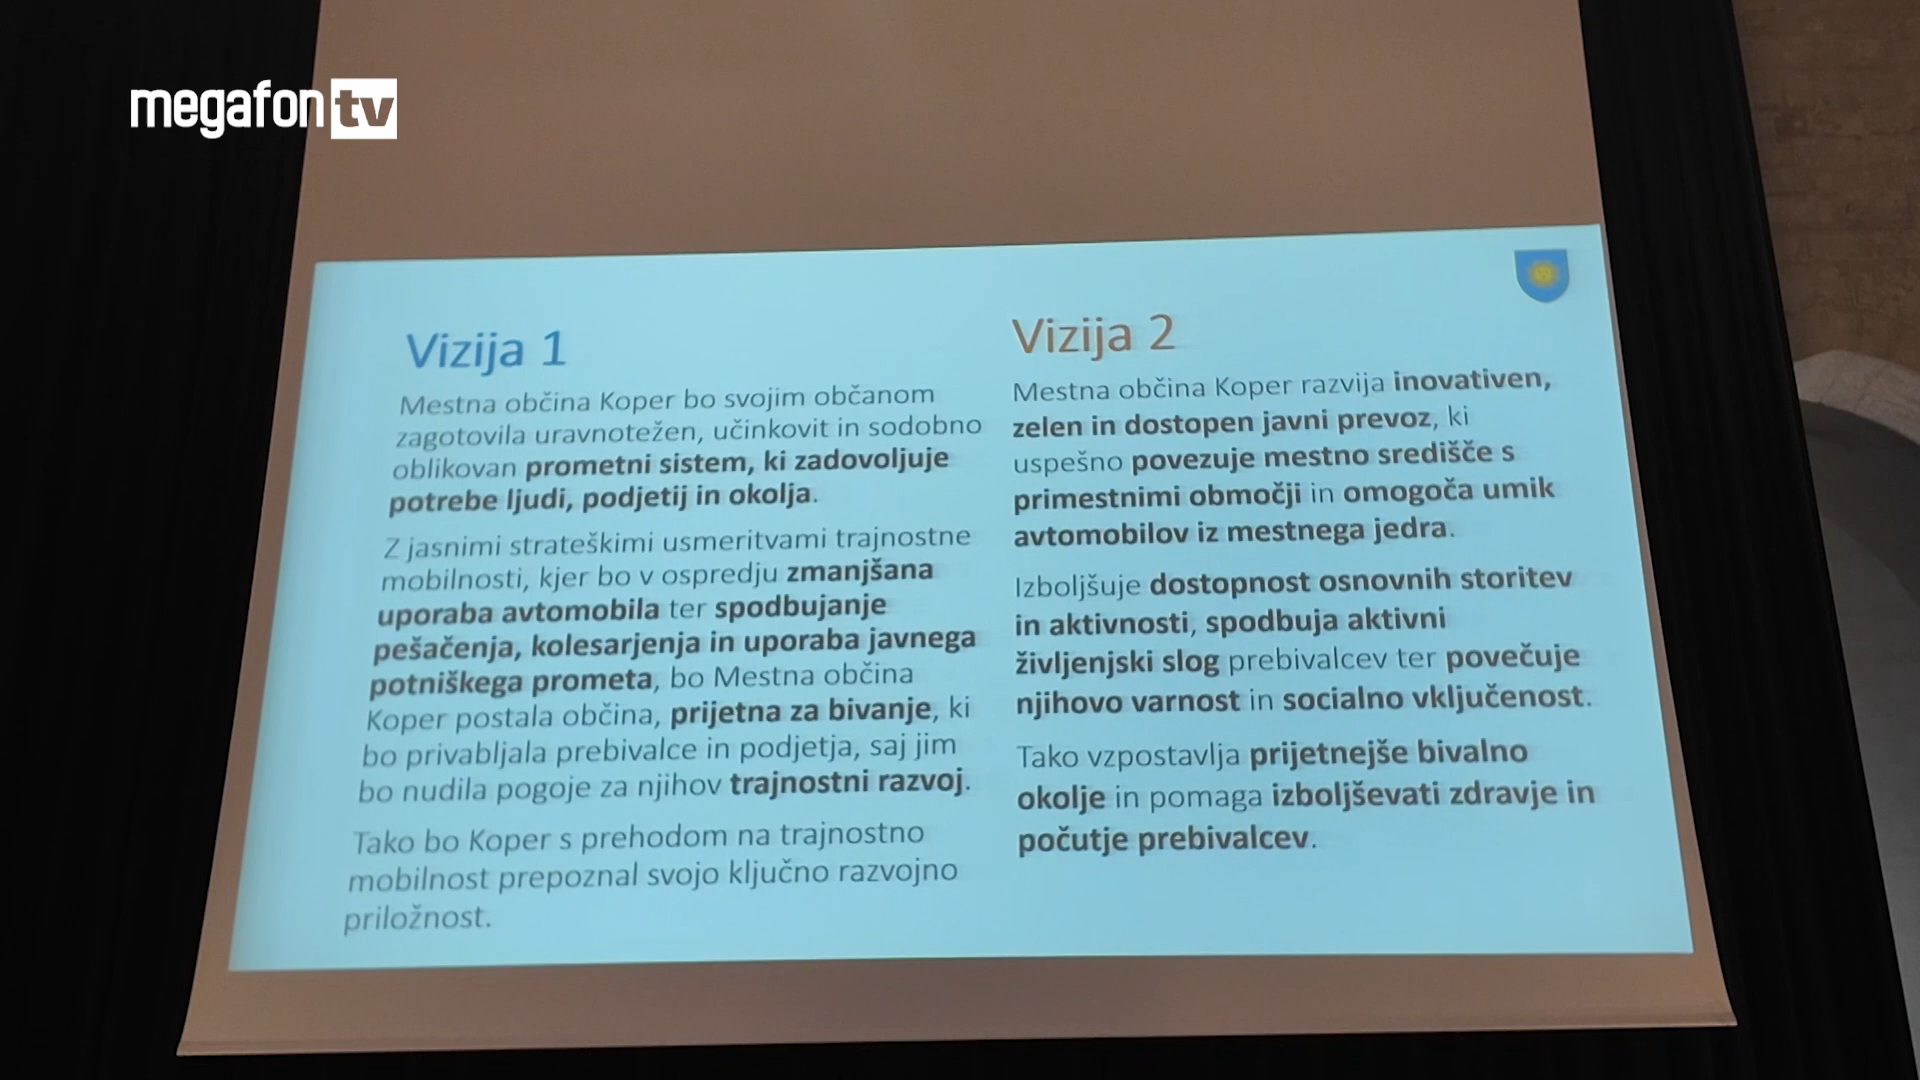 megafon tv
Vizija 1
Mestna občina Koper bo svojim občanom
zagotovila uravnotežen, učinkovit in sodobno
oblikovan prometni sistem, ki zadovoljuje
potrebe ljudi, podjetij in okolja.
Z jasnimi strateškimi usmeritvami trajnostne
mobilnosti, kjer bo v ospredju zmanjšana
uporaba avtomobila ter spodbujanje
pešačenja, kolesarjenja in uporaba javnega
potniškega prometa, bo Mestna občina
Koper postala občina, prijetna za bivanje, ki
bo privabljala prebivalce in podjetja, saj jim
bo nudila pogoje za njihov trajnostni razvoj.
Tako bo Koper s prehodom na trajnostno
mobilnost prepoznal svojo ključno razvojno
priložnost.
Vizija 2
Mestna občina Koper razvija inovativen,
zelen in dostopen javni prevoz, ki
uspešno povezuje mestno središče s
primestnimi območji in omogoča umik
avtomobilov iz mestnega jedra.
Izboljšuje dostopnost osnovnih storitev
in aktivnosti, spodbuja aktivni
življenjski slog prebivalcev ter povečuje
njihovo varnost in socialno vključenost.
Tako vzpostavlja prijetnejše bivalno
okolje in pomaga izboljševati zdravje in
počutje prebivalcev.